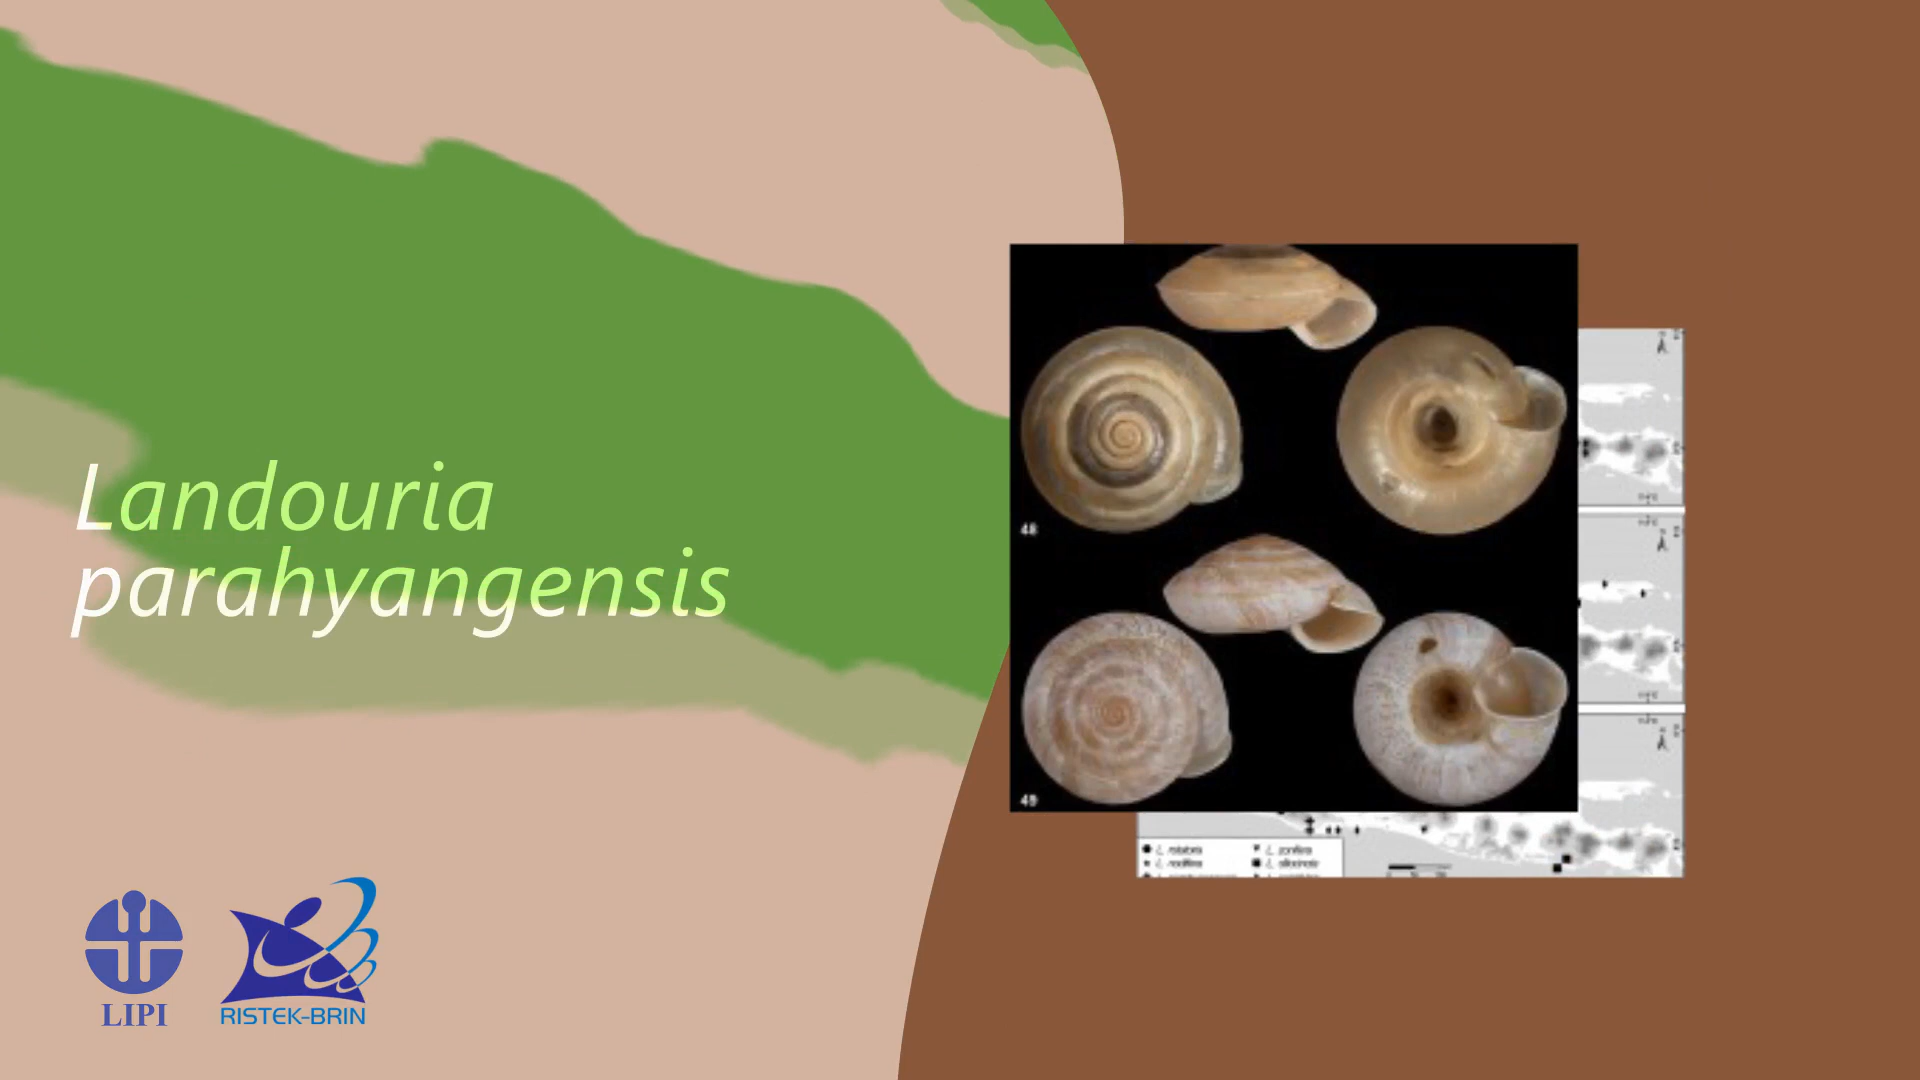 Landouria
parahyangensis
48
49
LIPI
RISTEK-BRIN